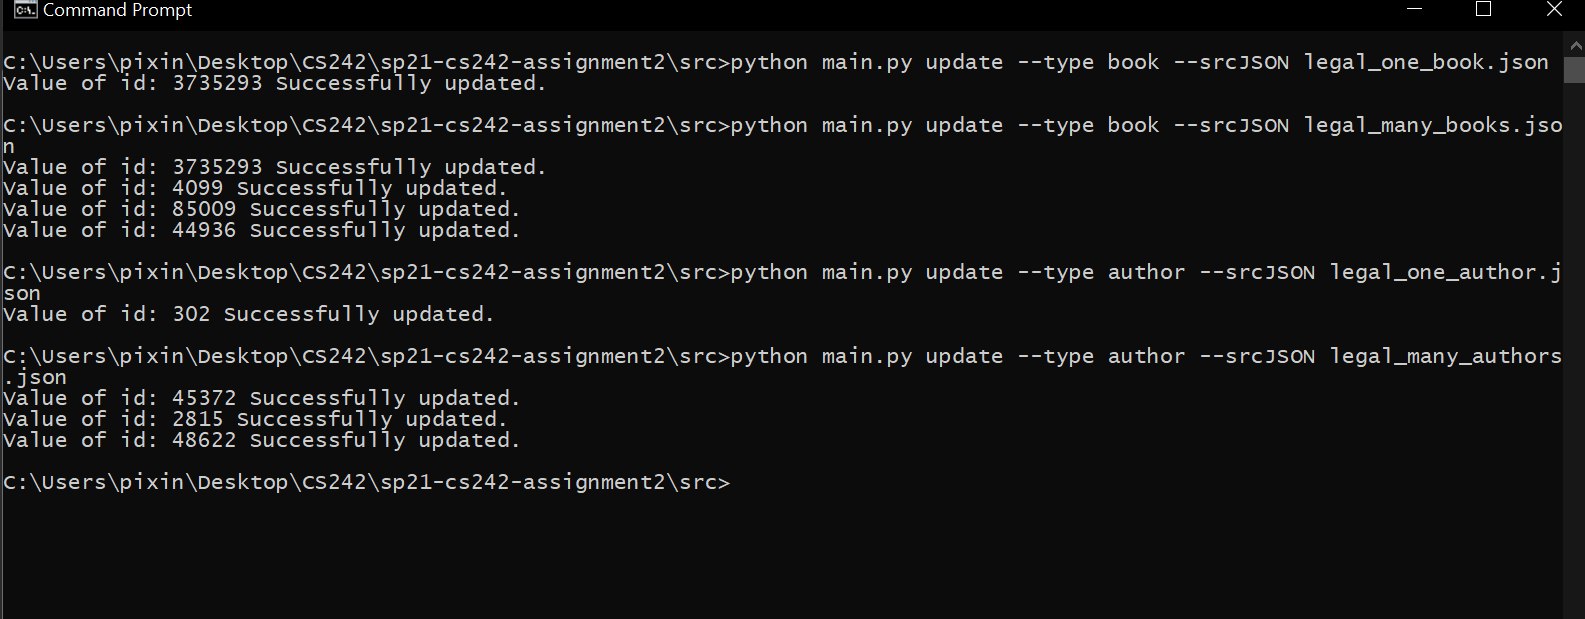 Command Prompt
C:\Users\pixin\Desktop\CS242\sp21-cs242-assignment2\src>python main.py update --type book --srcJSON legal_one_book.json
Value of id: 3735293 Successfully updated.
C:\Users\pixin\Desktop\CS242\sp21-cs242-assignment2\src>python main.py update --type book --srcJSON legal_many_books.jso
n
Value of id: 3735293 Successfully updated.
Value of id: 4099 Successfully updated.
Value of id: 85009 Successfully updated.
Value of id: 44936 Successfully updated.
C:\Users\pixin\Desktop\CS242\sp21-cs242-assignment2\src>python main.py update --type author --srcJSON legal_one_author.j
son
Value of id: 302 Successfully updated.
C:\Users\pixin\Desktop\CS242\sp21-cs242-assignment2\src>python main.py update --type author --srcJSON legal_many_authors
.json
Value of id: 45372 Successfully updated.
Value of id: 2815 Successfully updated.
Value of id: 48622 Successfully updated.
C:\Users\pixin\Desktop\CS242\sp21-cs242-assignment2\src>